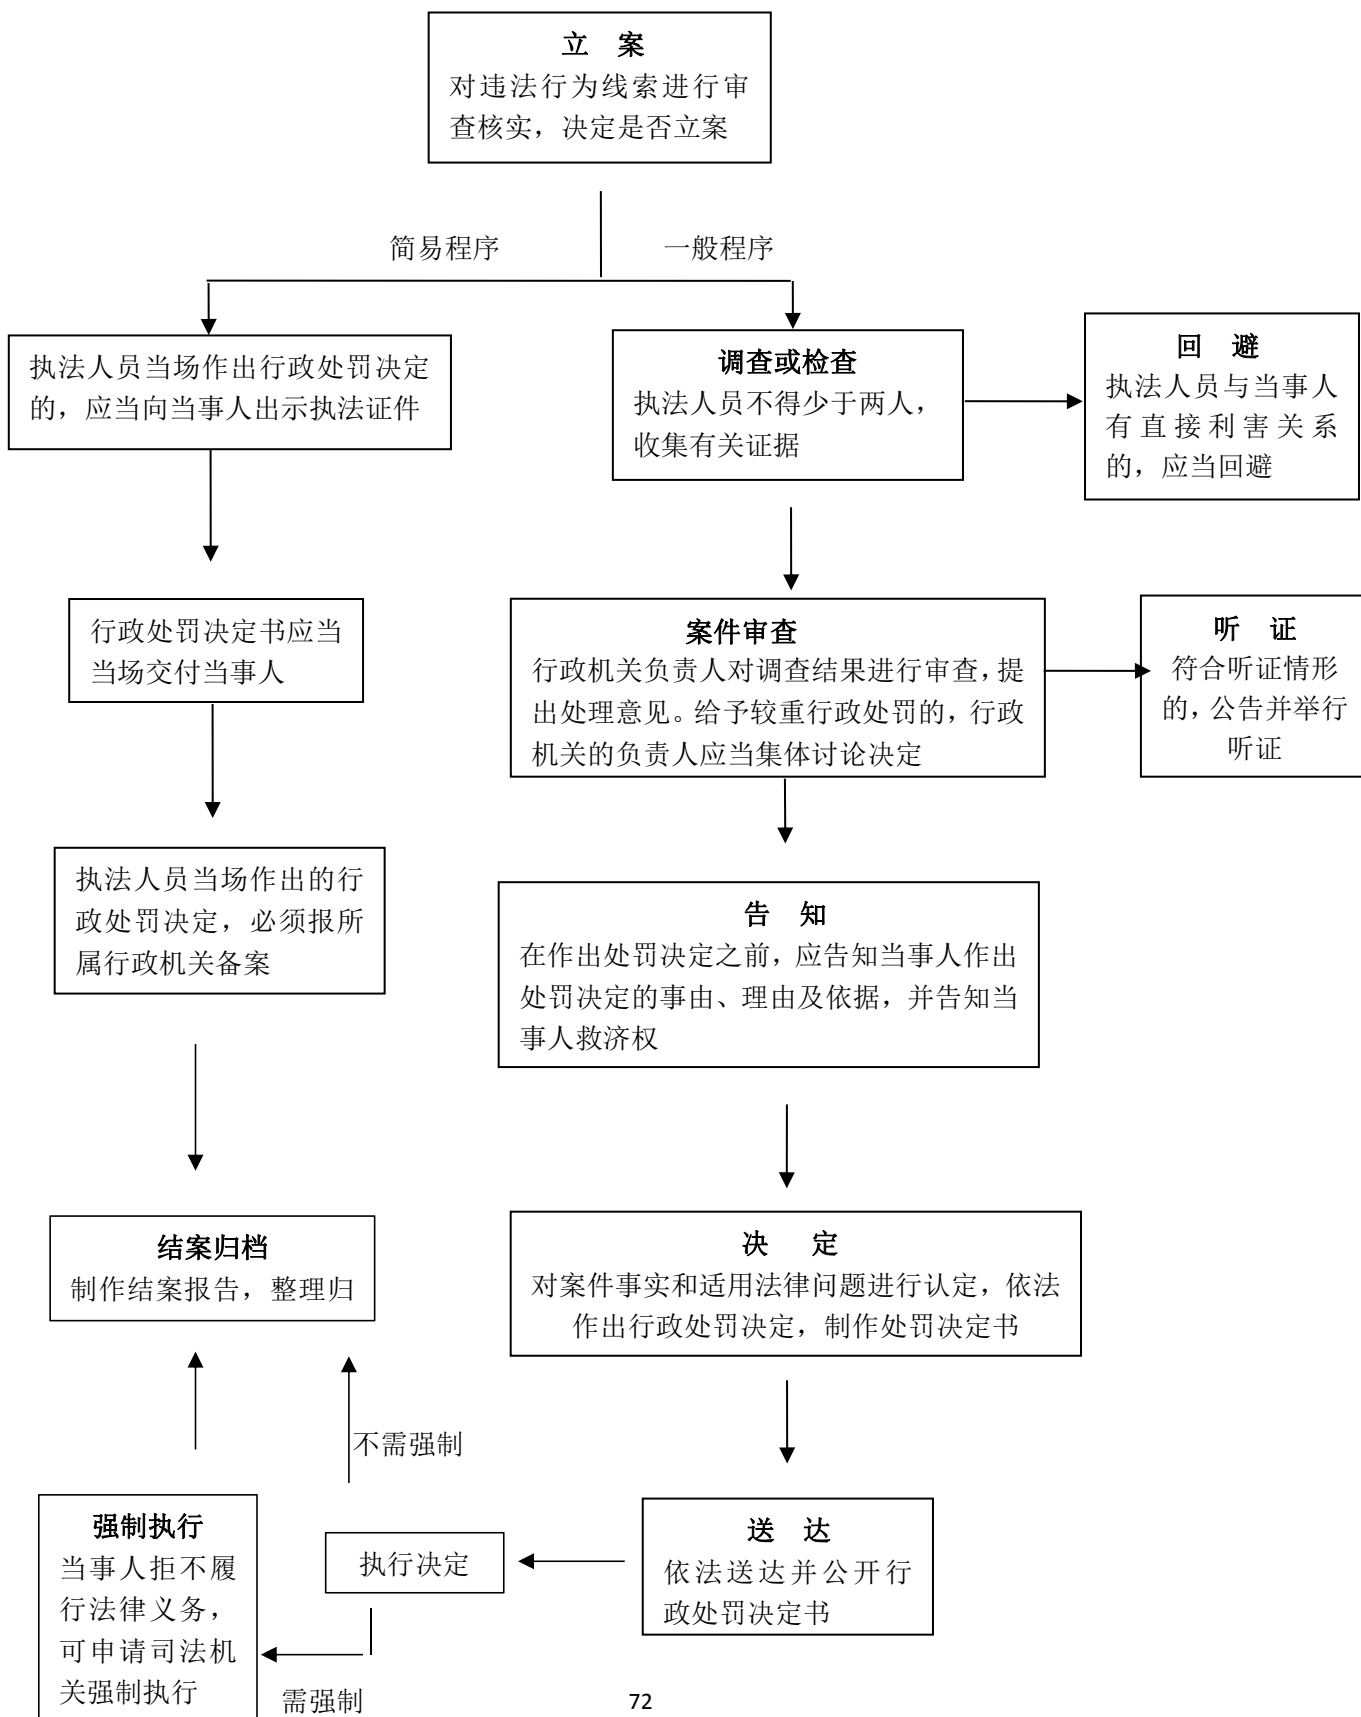 立 案
对违法行为线索进行审
查核实，决定是否立案
简易程序
一般程序
执法人员当场作出行政处罚决定
的，应当向当事人出示执法证件
调查或检查
执法人员不得少于两人，
收集有关证据
回 避
执法人员与当事人
有直接利害关系
的，应当回避
行政处罚决定书应当
当场交付当事人
案件审查
行政机关负责人对调查结果进行审查，提
出处理意见。给予较重行政处罚的，行政
机关的负责人应当集体讨论决定
听 证
符合听证情形
的，公告并举行
听证
执法人员当场作出的行
政处罚决定，必须报所
属行政机关备案
告 知
在作出处罚决定之前，应告知当事人作出
处罚决定的事由、理由及依据，并告知当
事人救济权
结案归档
制作结案报告，整理归
决 定
对案件事实和适用法律问题进行认定，依法
作出行政处罚决定，制作处罚决定书
不需强制
强制执行
当事人拒不履
行法律义务，
可申请司法机
关强制执行
执行决定
送 达
依法送达并公开行
政处罚决定书
需强制
72